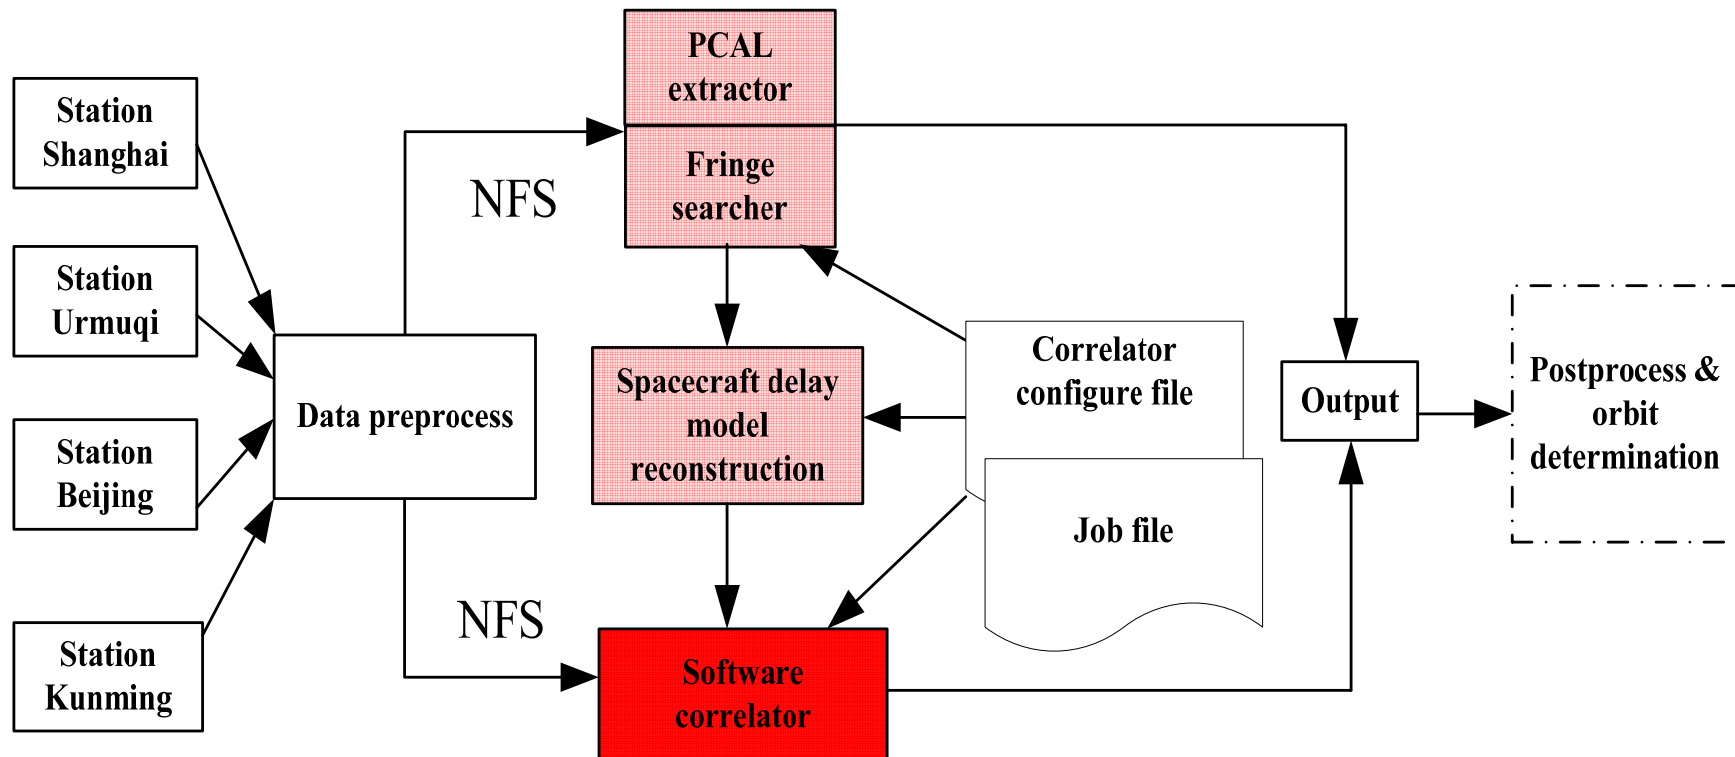 Station
Shanghai
Station
Urmuqi
Station
Beijing
Station
Kunming
Data preprocess
NFS
NFS
PCAL
extractor
Fringe
searcher
Spacecraft delay
model
reconstruction
Software
correlator
Correlator
configure file
Job file
Output
Postprocess &
orbit
determination